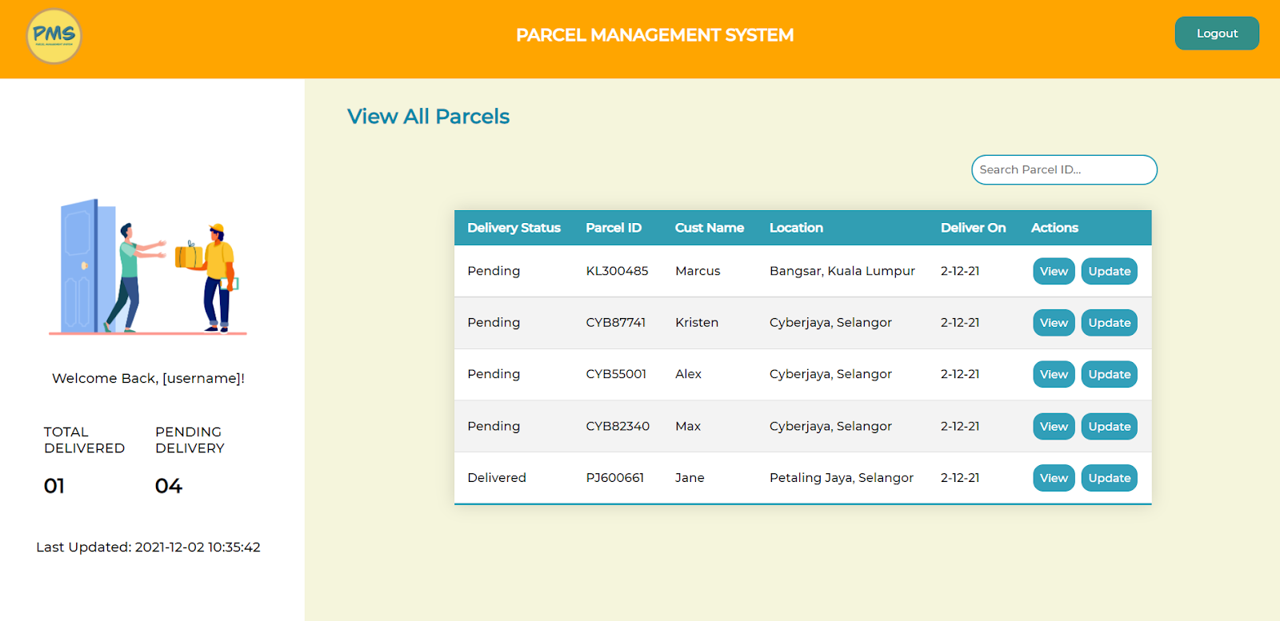 PMS
PARCEL MANAGEMENT SYSTEM
Logout
View All Parcels
Search Parcel ID...
Delivery Status Parcel ID Cust Name Location Deliver On Actions
Pending KL300485 Marcus Bangsar, Kuala Lumpur 2-12-21 View Update
Pending CYB87741 Kristen Cyberjaya, Selangor 2-12-21 View Update
Pending CYB55001 Alex Cyberjaya, Selangor 2-12-21 View Update
Pending CYB82340 Max Cyberjaya, Selangor 2-12-21 View Update
Delivered PJ600661 Jane Petaling Jaya, Selangor 2-12-21 View Update
Welcome Back, [username]!
TOTAL
DELIVERED
01
PENDING
DELIVERY
04
Last Updated: 2021-12-02 10:35:42